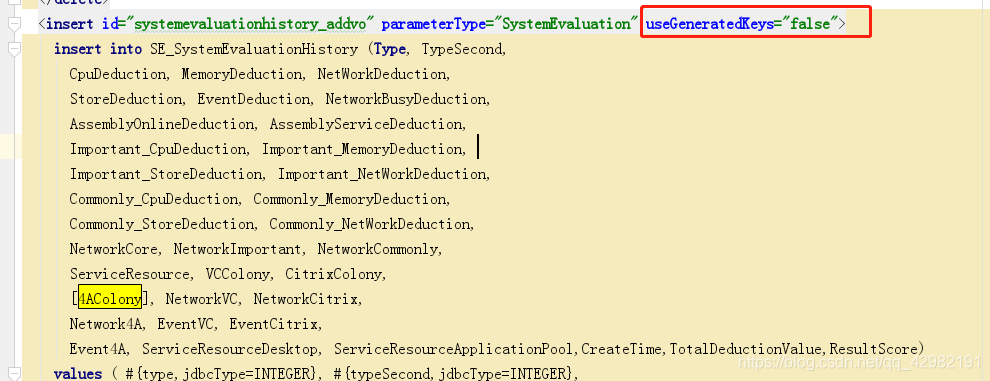 </delete>
<insert id="systemevaluationhistory_addvo" parameterType="SystemEvaluation" useGeneratedKeys="false">
insert into SE_SystemEvaluationHistory (Type, TypeSecond,
CpuDeduction, MemoryDeduction, NetWorkDeduction,
StoreDeduction, EventDeduction, NetworkBusyDeduction,
AssemblyOnlineDeduction, AssemblyServiceDeduction,
Important_CpuDeduction, Important_MemoryDeduction,
Important_StoreDeduction, Important_NetWorkDeduction,
Commonly_CpuDeduction, Commonly_MemoryDeduction,
Commonly_StoreDeduction, Commonly_NetWorkDeduction,
NetworkCore, NetworkImportant, NetworkCommonly,
ServiceResource, VCColony, CitrixColony,
[4AColony], NetworkVC, NetworkCitrix,
Network4A, EventVC, EventCitrix,
Event4A, ServiceResourceDesktop, ServiceResourceApplicationPool,CreateTime,TotalDeductionValue,ResultScore)
values ( #{type,jdbcType=INTEGER}, #{typeSecond,jdbcType=INTEGER},
https://blog.csdn.net/qq_42982191